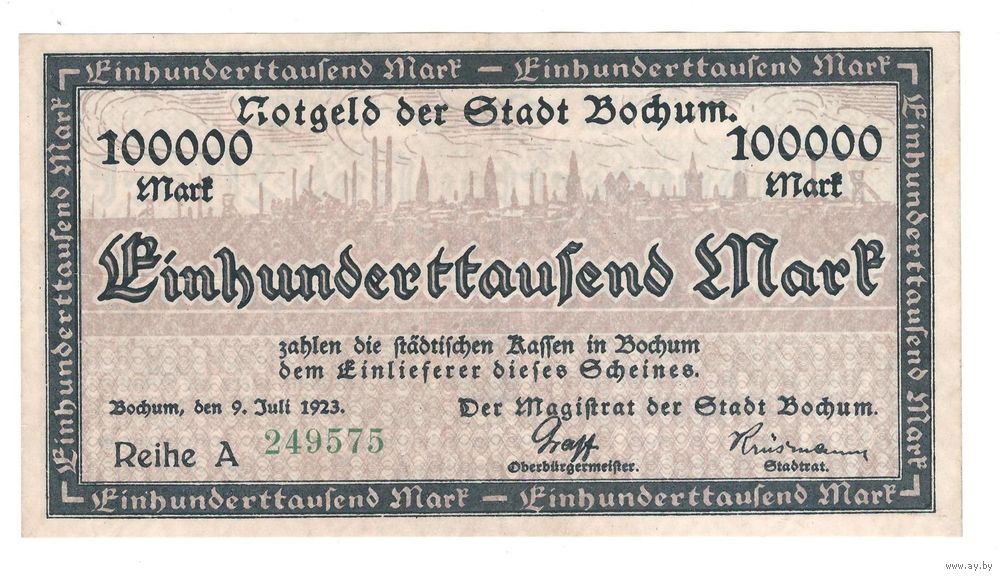 Einhunderttausend Mark — Einhunderttausend Mark
Einhunderttausend Mark
Einhunderttausend Mark
Notgeld der Stadt Bochum.
100000
Mark
100000
Mark
Einhunderttausend Mark
zahlen die städtischen Kassen in Bochum
dem Einlieferer dieses Scheines.
Bochum, den 9. Juli 1923.
Der Magistrat der Stadt Bochum.
Reihe A 249575
Graff
Oberbürgermeister.
Krüsmann
Stadtrat.
Einhunderttausend Mark — Einhunderttausend Mark
www.ay.by